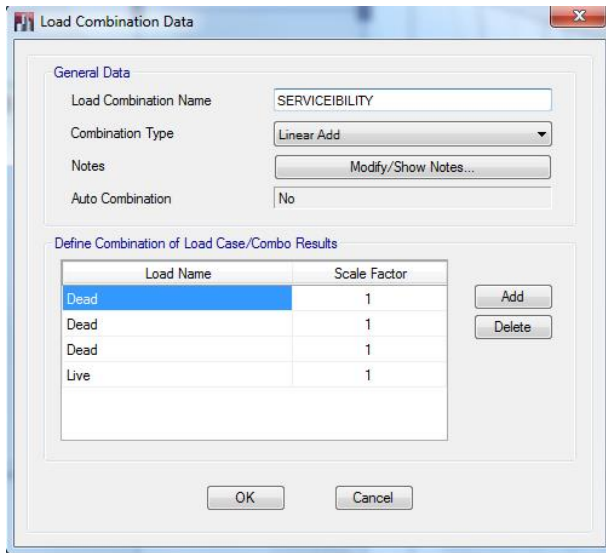 Load Combination Data
General Data
Load Combination Name SERVICEIBILITY
Combination Type Linear Add
Notes Modify/Show Notes...
Auto Combination No
Define Combination of Load Case/Combo Results
Load Name Scale Factor
Dead 1 Add
Dead 1 Delete
Dead 1
Live 1
OK Cancel